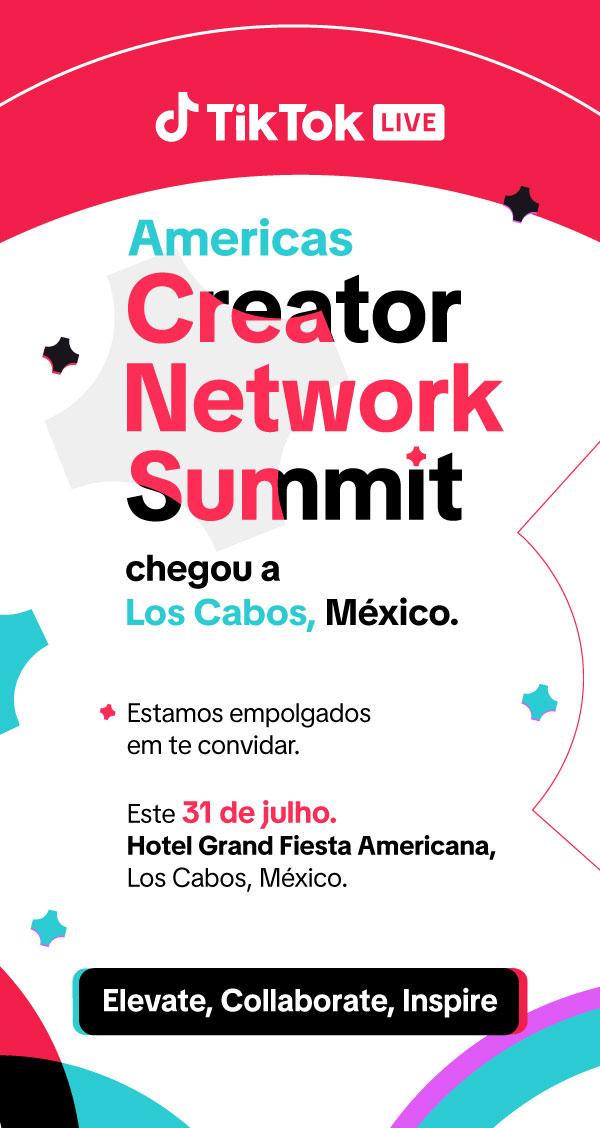 TikTok LIVE
Americas
Creator
Network
Summit
chegou a
Los Cabos, México.
Estamos empolgados
em te convidar.
Este 31 de julho.
Hotel Grand Fiesta Americana,
Los Cabos, México.
Elevate, Collaborate, Inspire